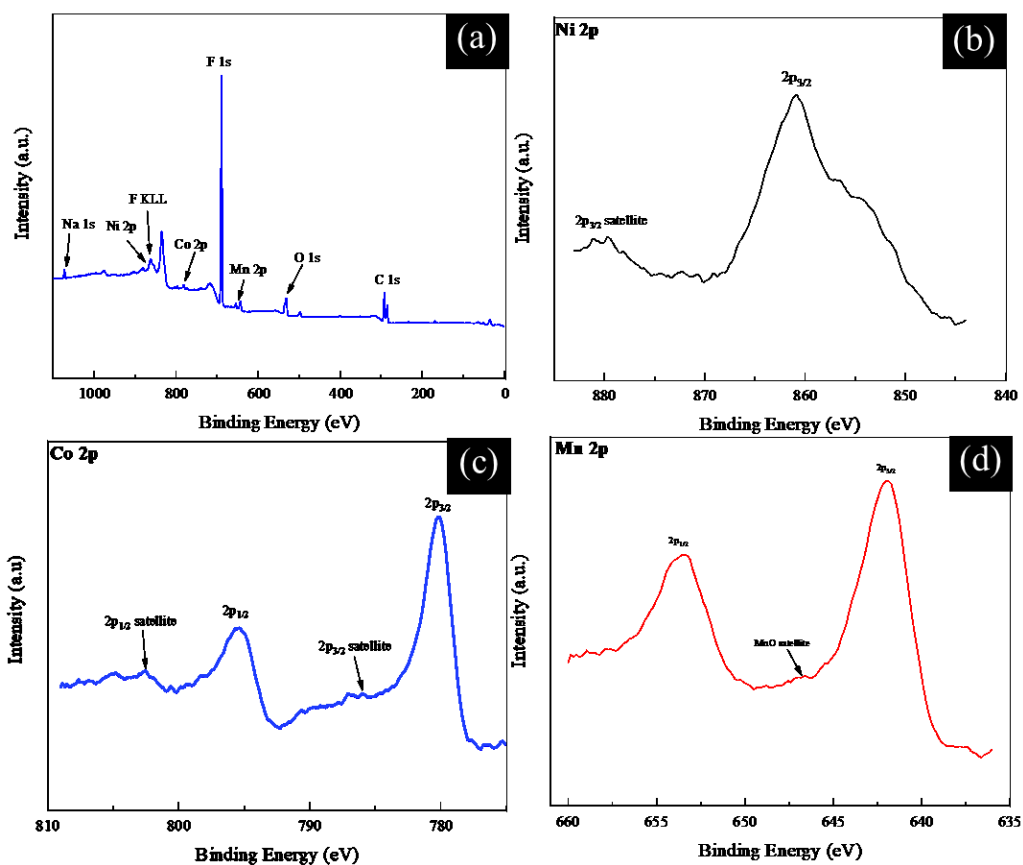 (a)
F 1s
F KLL
Na 1s
Ni 2p
Co 2p
Mn 2p
O 1s
C 1s
Intensity (a.u.)
1000 800 600 400 200 0
Binding Energy (eV)
Ni 2p
(b)
2p3/2
2p3/2 satellite
Intensity (a.u.)
880 870 860 850 840
Binding Energy (eV)
Co 2p
(c)
2p3/2
2p1/2
2p1/2 satellite
2p3/2 satellite
Intensity (a.u)
810 800 790 780
Binding Energy (eV)
Mn 2p
(d)
2p3/2
2p1/2
MnO satellite
Intensity (a.u.)
660 655 650 645 640 635
Binding Energy (eV)